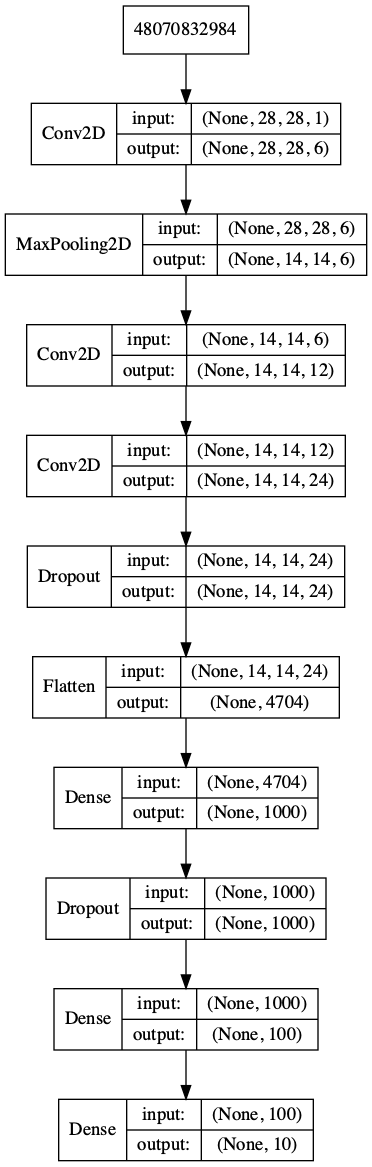 48070832984
Conv2D
input: (None, 28, 28, 1)
output: (None, 28, 28, 6)
MaxPooling2D
input: (None, 28, 28, 6)
output: (None, 14, 14, 6)
Conv2D
input: (None, 14, 14, 6)
output: (None, 14, 14, 12)
Conv2D
input: (None, 14, 14, 12)
output: (None, 14, 14, 24)
Dropout
input: (None, 14, 14, 24)
output: (None, 14, 14, 24)
Flatten
input: (None, 14, 14, 24)
output: (None, 4704)
Dense
input: (None, 4704)
output: (None, 1000)
Dropout
input: (None, 1000)
output: (None, 1000)
Dense
input: (None, 1000)
output: (None, 100)
Dense
input: (None, 100)
output: (None, 10)